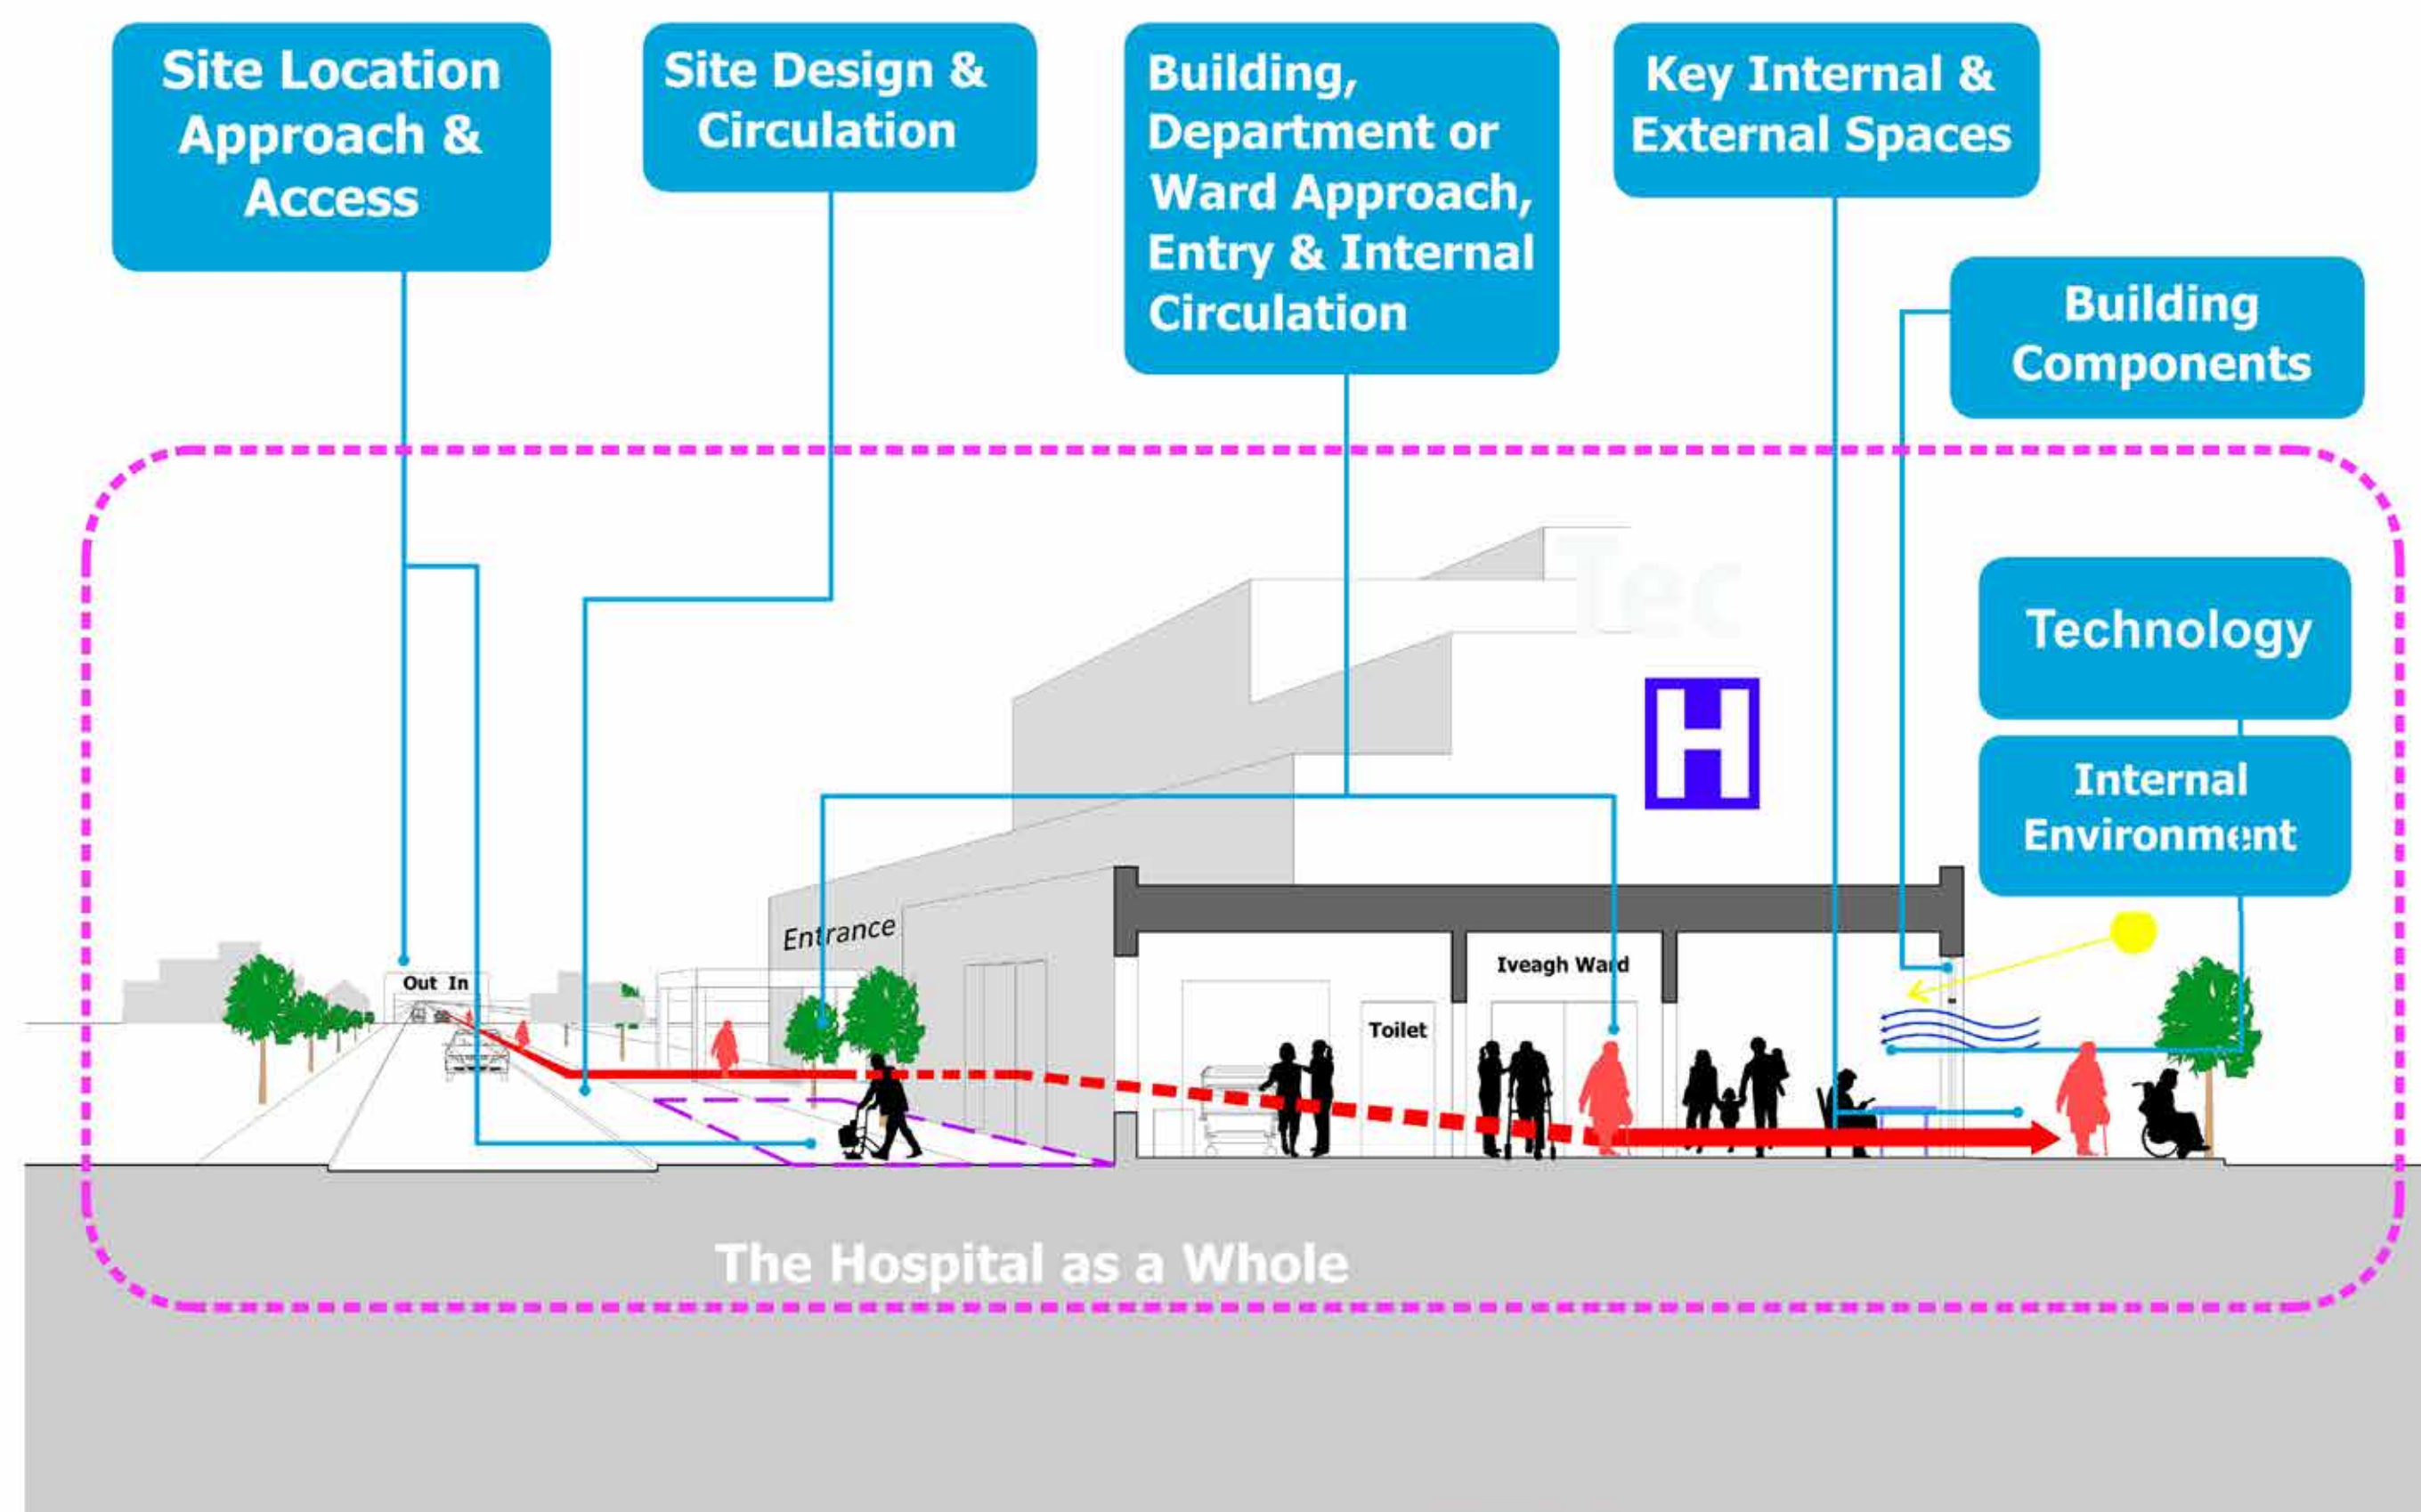 Site Location
Approach &
Access
Site Design &
Circulation
Building,
Department or
Ward Approach,
Entry & Internal
Circulation
Key Internal &
External Spaces
Building
Components
Tec
Technology
H
Internal
Environment
Entrance
Out In
Iveagh Ward
Toilet
The Hospital as a Whole